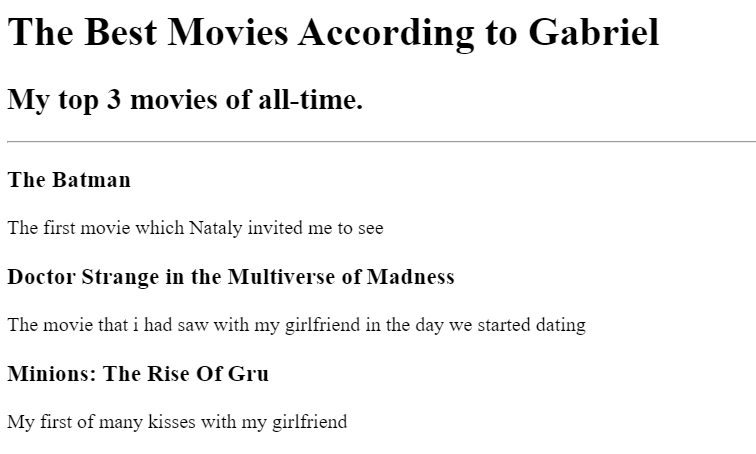 The Best Movies According to Gabriel
My top 3 movies of all-time.
The Batman
The first movie which Nataly invited me to see
Doctor Strange in the Multiverse of Madness
The movie that i had saw with my girlfriend in the day we started dating
Minions: The Rise Of Gru
My first of many kisses with my girlfriend